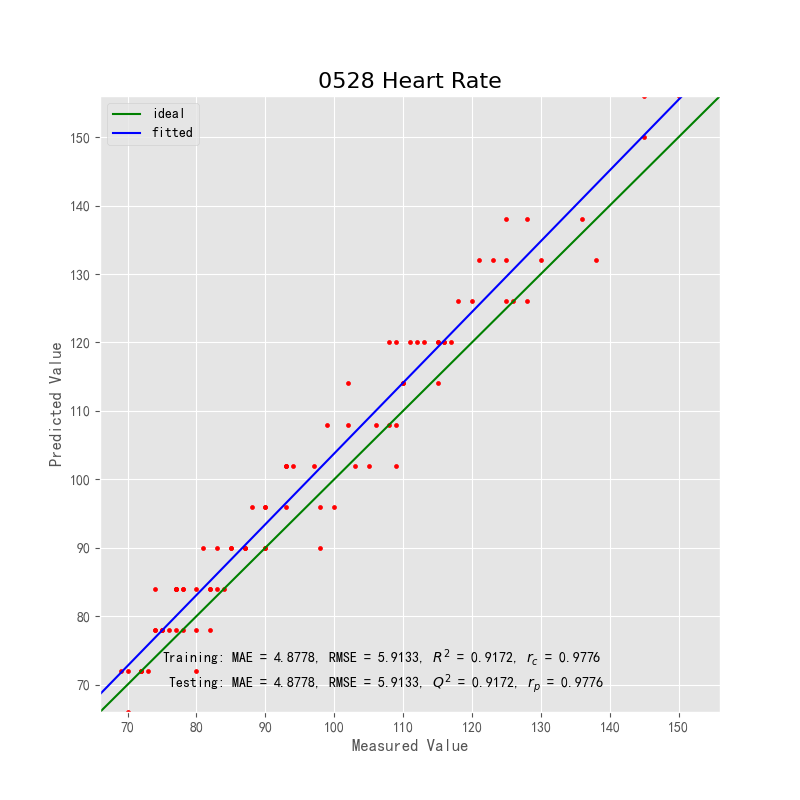 0528 Heart Rate
ideal
fitted
150
140
130
120
110
100
90
80
70
Predicted Value
Training: MAE = 4.8778, RMSE = 5.9133, R² = 0.9172, r_c = 0.9776
Testing: MAE = 4.8778, RMSE = 5.9133, Q² = 0.9172, r_p = 0.9776
70 80 90 100 110 120 130 140 150
Measured Value